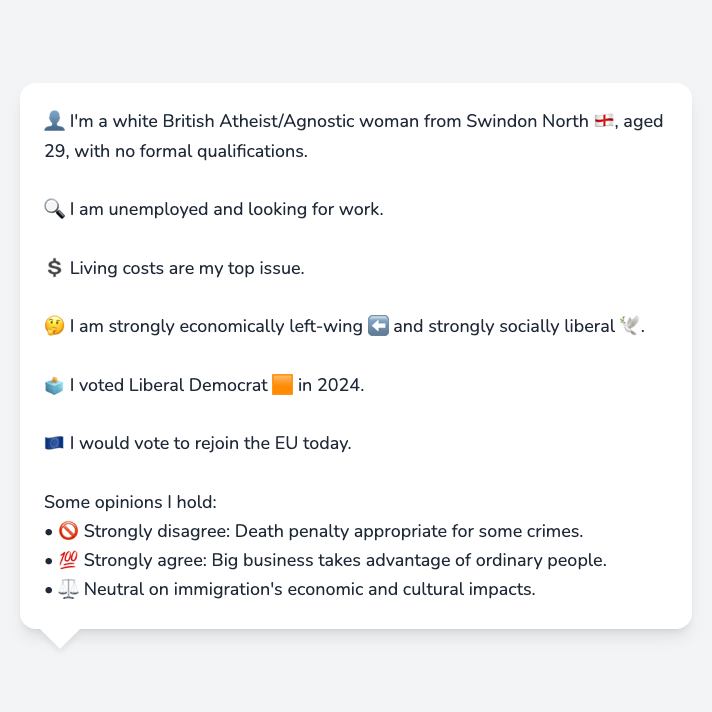 👤 I'm a white British Atheist/Agnostic woman from Swindon North 🏴󠁧󠁢󠁥󠁮󠁧󠁿, aged
29, with no formal qualifications.
🔍 I am unemployed and looking for work.
💲 Living costs are my top issue.
🤔 I am strongly economically left-wing ⬅️ and strongly socially liberal 🕊️.
🗳️ I voted Liberal Democrat 🟧 in 2024.
🇪🇺 I would vote to rejoin the EU today.
Some opinions I hold:
• 🚫 Strongly disagree: Death penalty appropriate for some crimes.
• 💯 Strongly agree: Big business takes advantage of ordinary people.
• ⚖️ Neutral on immigration's economic and cultural impacts.